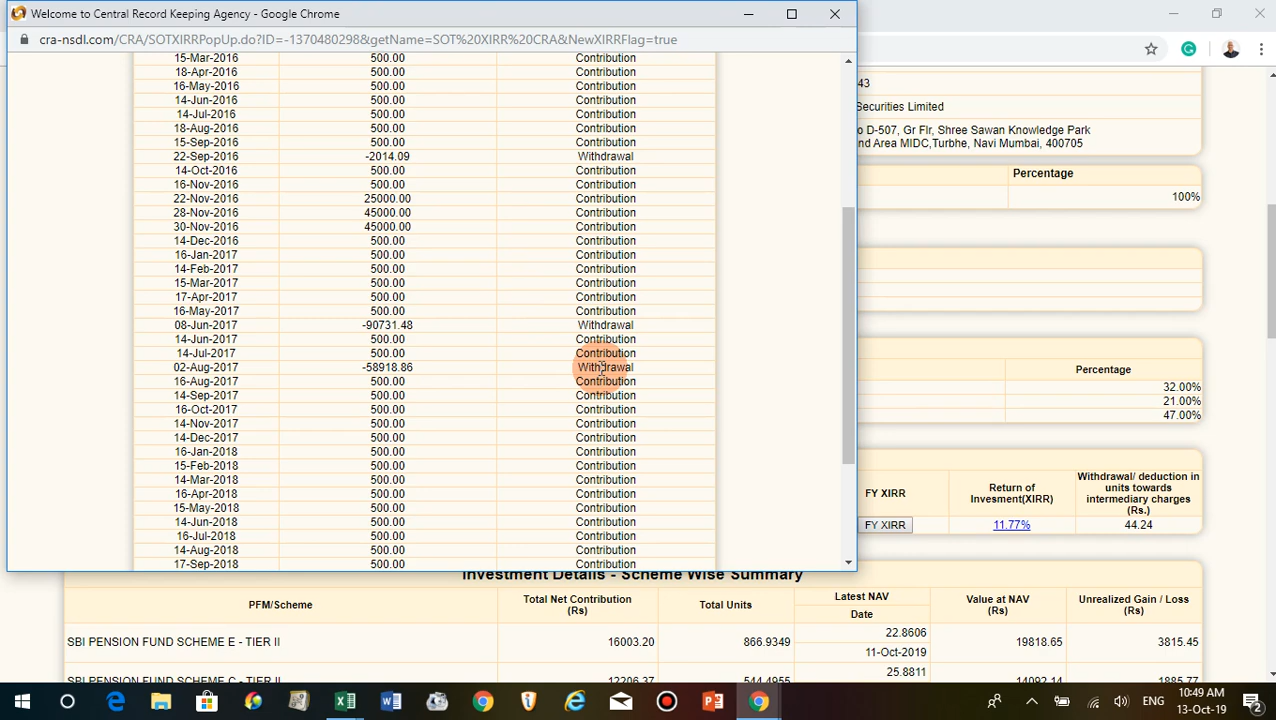 Welcome to Central Record Keeping Agency - Google Chrome
cra-nsdl.com/CRA/SOTXIRRPopUp.do?ID=-1370480298&getName=SOT%20XIRR%20CRA&NewXIRRFlag=true
15-Mar-2016 500.00 Contribution
18-Apr-2016 500.00 Contribution
16-May-2016 500.00 Contribution
14-Jun-2016 500.00 Contribution
14-Jul-2016 500.00 Contribution
18-Aug-2016 500.00 Contribution
15-Sep-2016 500.00 Contribution
22-Sep-2016 -2014.09 Withdrawal
14-Oct-2016 500.00 Contribution
16-Nov-2016 500.00 Contribution
22-Nov-2016 25000.00 Contribution
28-Nov-2016 45000.00 Contribution
30-Nov-2016 45000.00 Contribution
14-Dec-2016 500.00 Contribution
16-Jan-2017 500.00 Contribution
14-Feb-2017 500.00 Contribution
15-Mar-2017 500.00 Contribution
17-Apr-2017 500.00 Contribution
16-May-2017 500.00 Contribution
08-Jun-2017 -90731.48 Withdrawal
14-Jun-2017 500.00 Contribution
14-Jul-2017 500.00 Contribution
02-Aug-2017 -58918.86 Withdrawal
16-Aug-2017 500.00 Contribution
14-Sep-2017 500.00 Contribution
16-Oct-2017 500.00 Contribution
14-Nov-2017 500.00 Contribution
14-Dec-2017 500.00 Contribution
16-Jan-2018 500.00 Contribution
15-Feb-2018 500.00 Contribution
14-Mar-2018 500.00 Contribution
16-Apr-2018 500.00 Contribution
15-May-2018 500.00 Contribution
14-Jun-2018 500.00 Contribution
16-Jul-2018 500.00 Contribution
14-Aug-2018 500.00 Contribution
17-Sep-2018 500.00 Contribution
43
Securities Limited
o D-507, Gr Flr, Shree Sawan Knowledge Park
nd Area MIDC,Turbhe, Navi Mumbai, 400705
Percentage
100%
Percentage
32.00%
21.00%
47.00%
FY XIRR
Return of
Invesment(XIRR)
Withdrawal/ deduction in
units towards
intermediary charges
(Rs.)
FY XIRR 11.77% 44.24
Investment Details - Scheme Wise Summary
PFM/Scheme
Total Net Contribution
(Rs)
Total Units
Latest NAV
Date
Value at NAV
(Rs)
Unrealized Gain / Loss
(Rs)
SBI PENSION FUND SCHEME E - TIER II 16003.20 866.9349 22.8606 19818.65 3815.45
11-Oct-2019
SBI PENSION FUND SCHEME C - TIER II 12206.37 544.4955 25.8811 14092.14 1885.77
ENG
10:49 AM
13-Oct-19
2